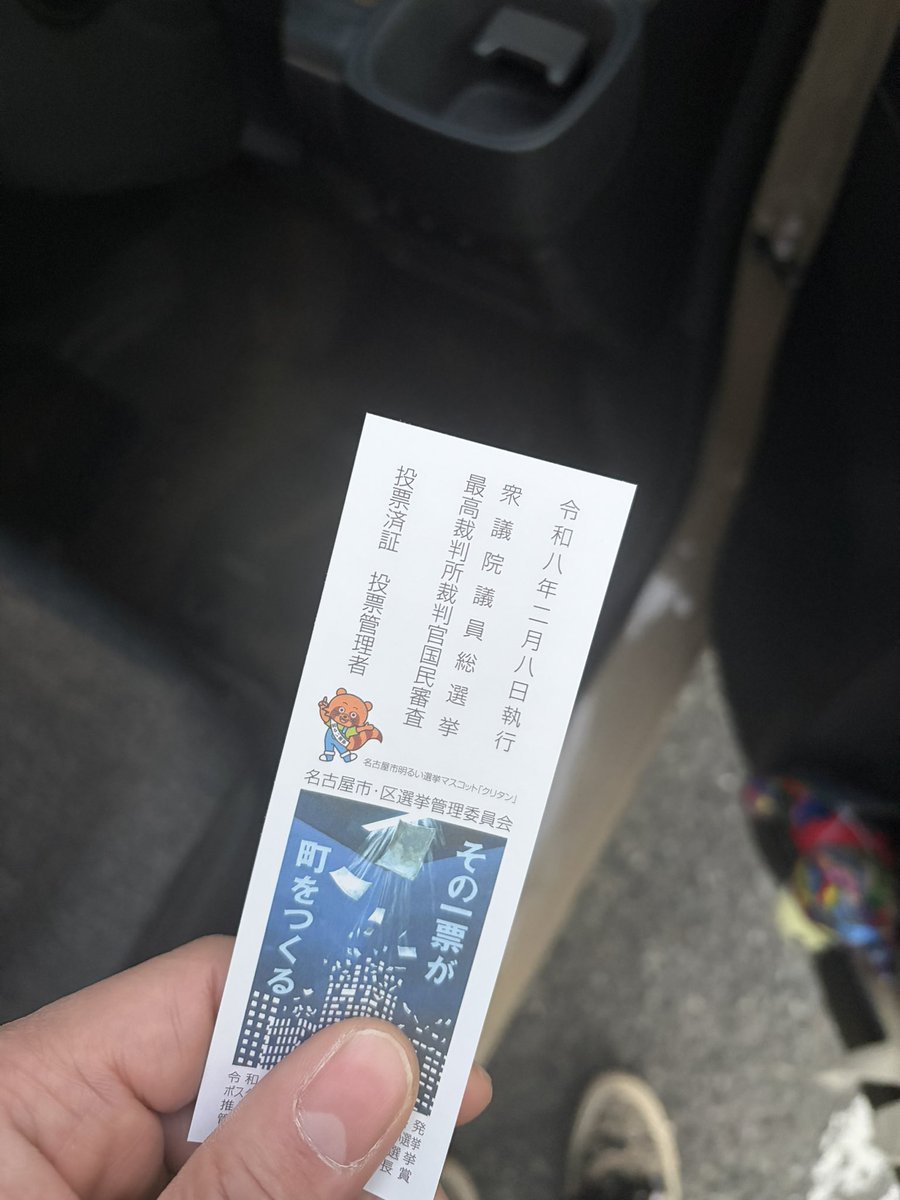 令和八年二月八日執行
衆議院議員総選挙
最高裁判所裁判官国民審査
投票済証 投票管理者
名古屋市明るい選挙マスコット「クリタン」
名古屋市・区選挙管理委員会
その一票が
町をつくる